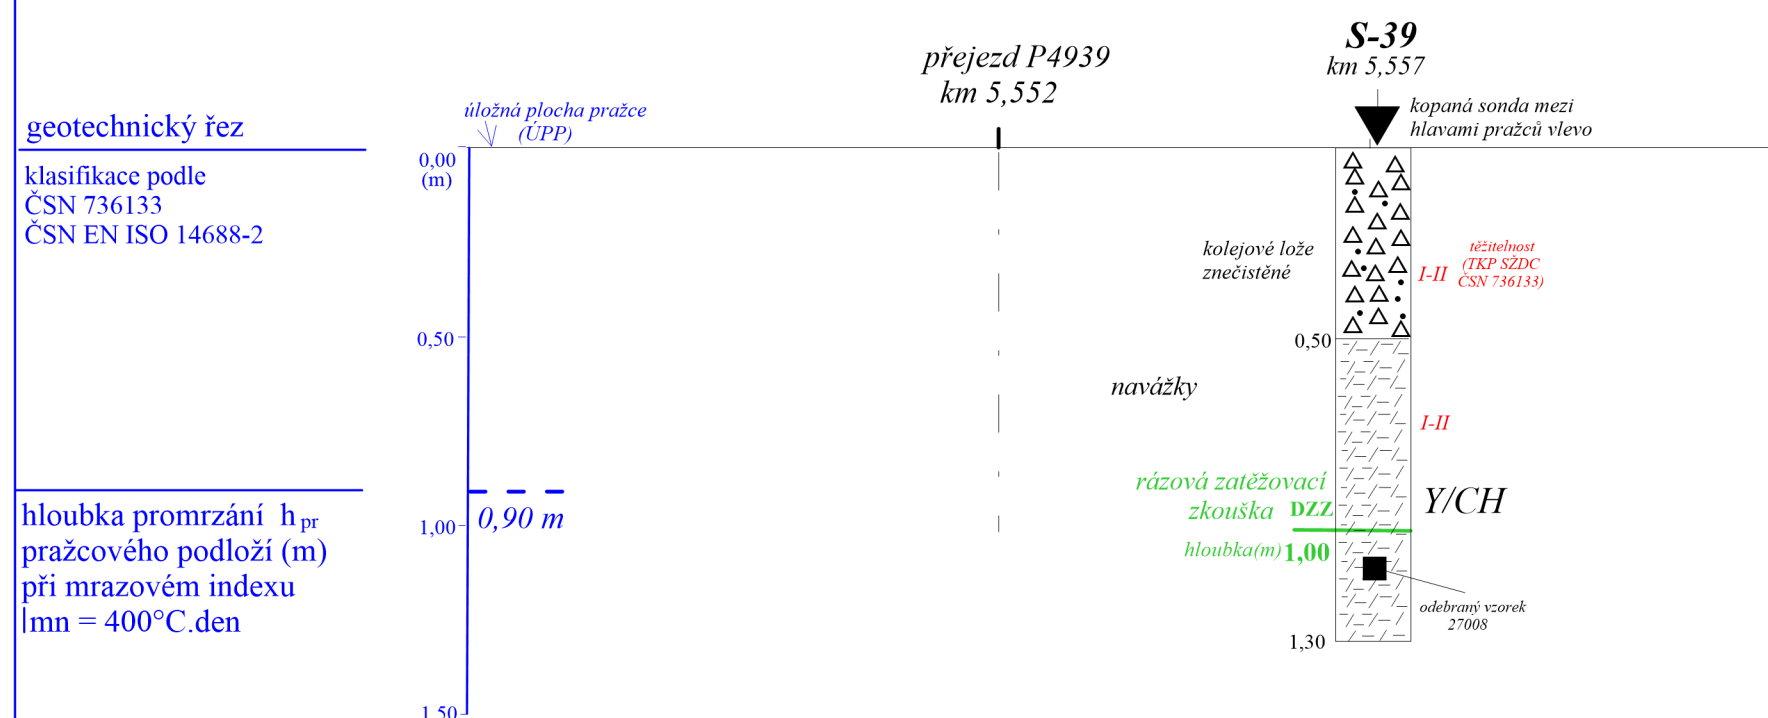 geotechnický řez
klasifikace podle
ČSN 736133
ČSN EN ISO 14688-2
hloubka promrzání h pr
pražcového podloží (m)
při mrazovém indexu
Imn = 400°C.den
úložná plocha pražce
(ÚPP)
0,00
(m)
0,50
1,00
1,50
0,90 m
přejezd P4939
km 5,552
S-39
km 5,557
kopaná sonda mezi
hlavami pražců vlevo
kolejové lože
znečistěné
I-II
těžitelnost
(TKP SŽDC
ČSN 736133)
0,50
navážky
I-II
rázová zatěžovací
zkouška DZZ
hloubka(m) 1,00
Y/CH
odebraný vzorek
27008
1,30